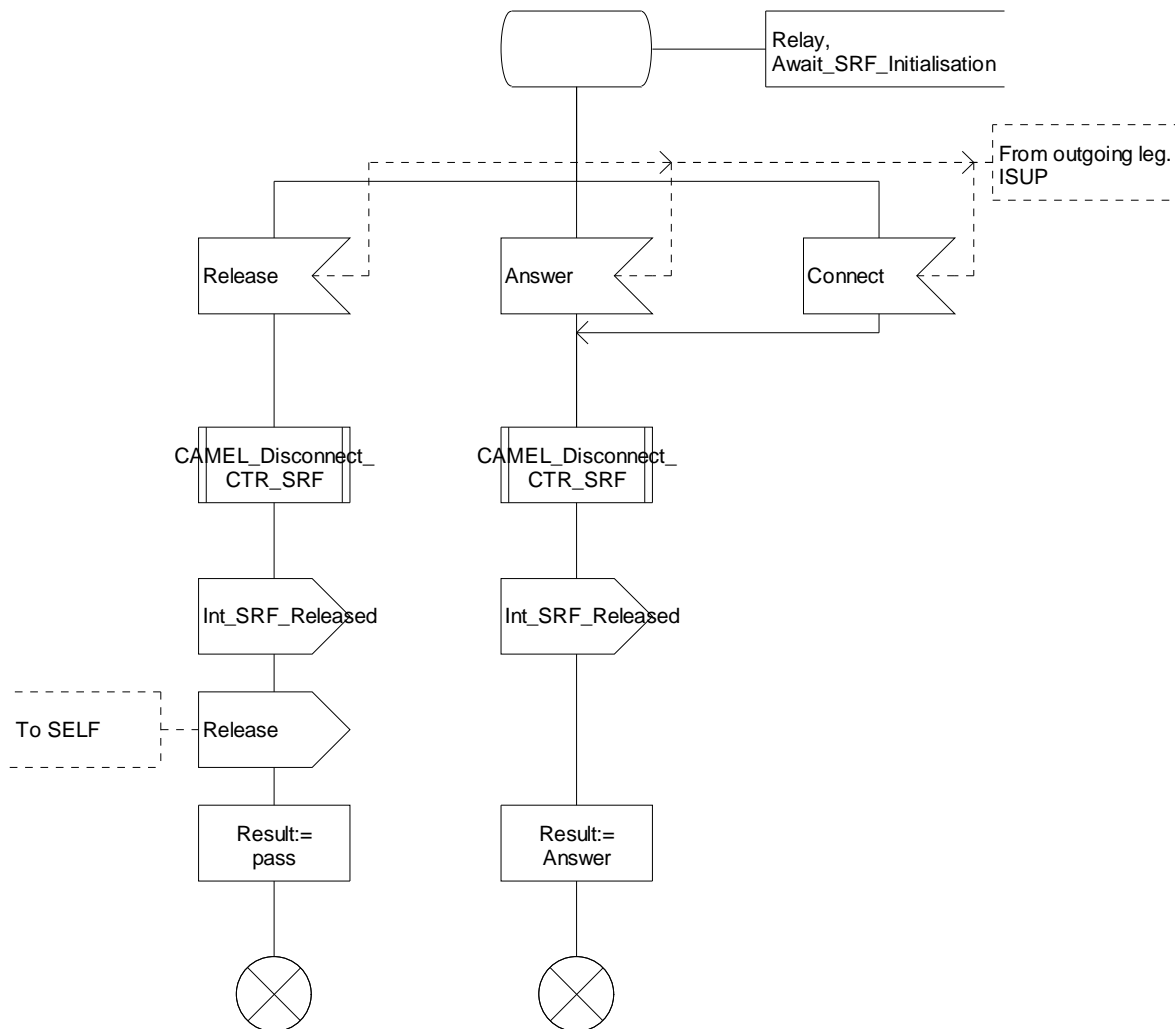 Relay,
Await_SRF_Initialisation
From outgoing leg.
ISUP
Release
Answer
Connect
CAMEL_Disconnect_
CTR_SRF
CAMEL_Disconnect_
CTR_SRF
Int_SRF_Released
Int_SRF_Released
To SELF
Release
Result:=
pass
Result:=
Answer